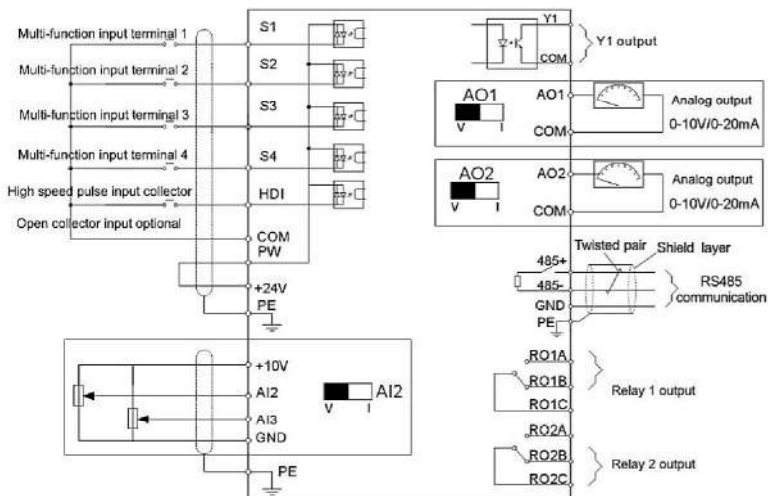 Multi-function input terminal 1
Multi-function input terminal 2
Multi-function input terminal 3
Multi-function input terminal 4
High speed pulse input collector
Open collector input optional
S1
S2
S3
S4
HDI
COM
PW
+24V
PE
+10V
AI2
AI3
GND
PE
V I AI2
Y1
COM
Y1 output
AO1
V I
AO1
COM
Analog output
0-10V/0-20mA
AO2
V I
AO2
COM
Analog output
0-10V/0-20mA
Twisted pair Shield layer
485+
485-
GND
PE
RS485
communication
RO1A
RO1B
RO1C
Relay 1 output
RO2A
RO2B
RO2C
Relay 2 output